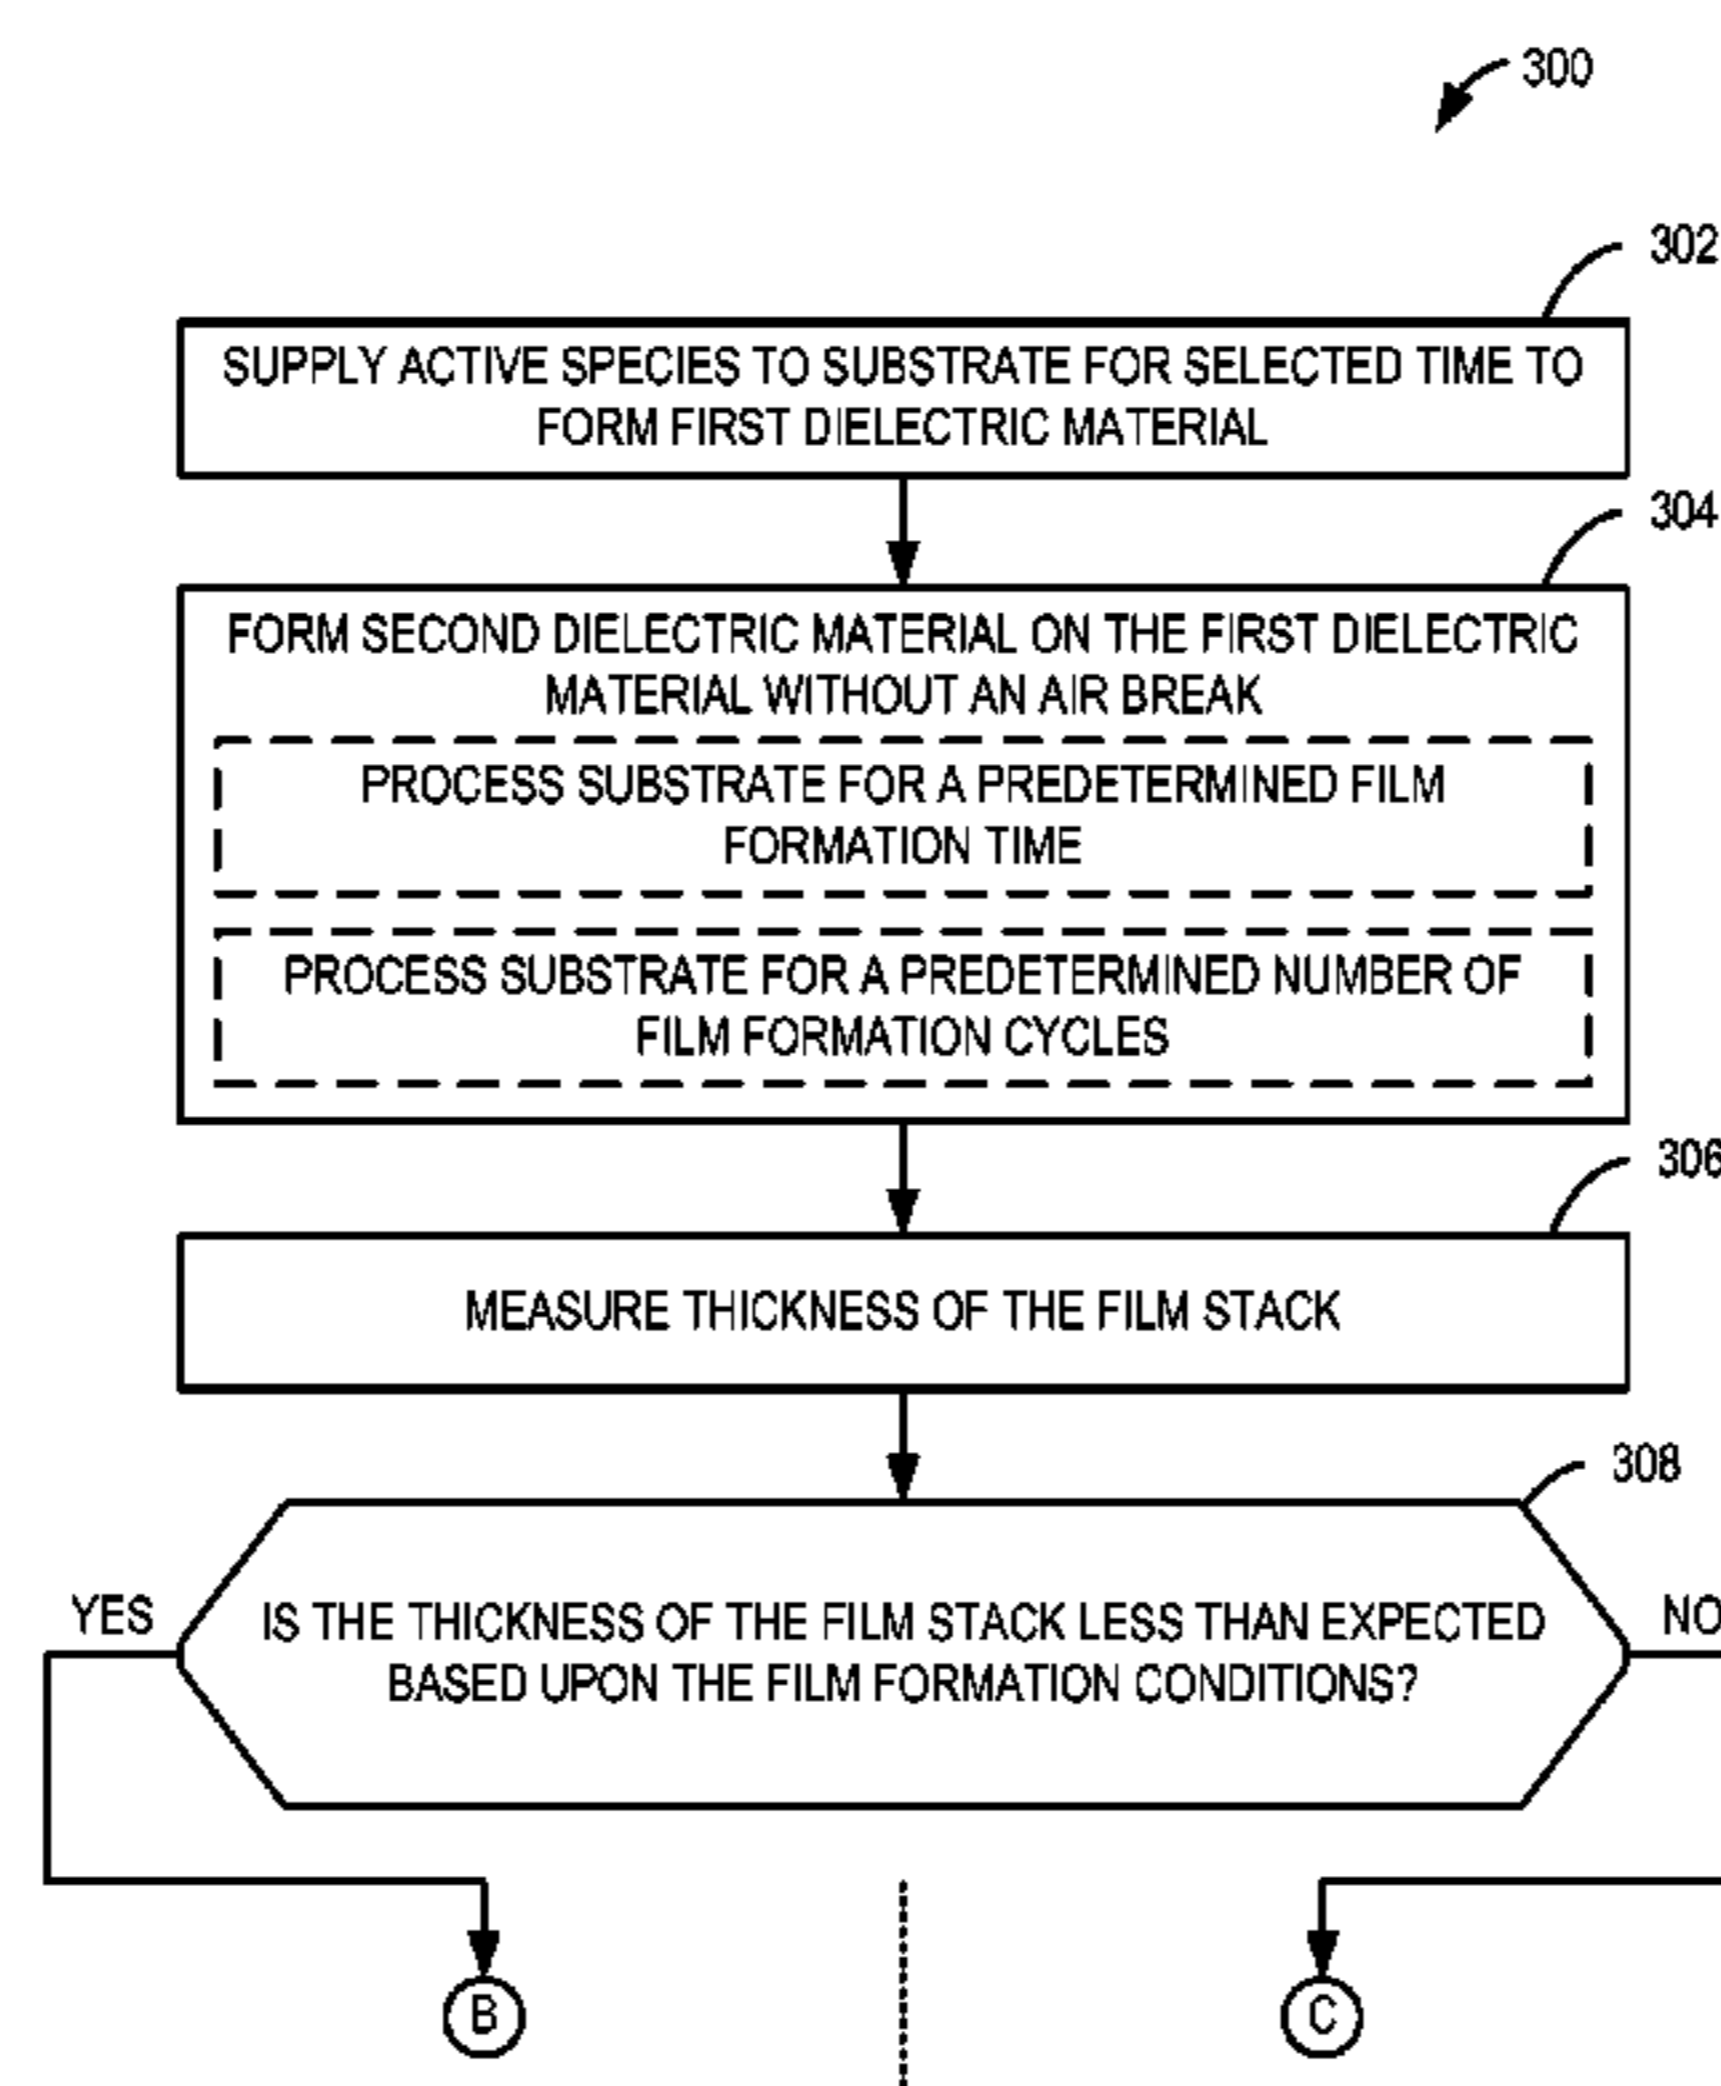 300
302
SUPPLY ACTIVE SPECIES TO SUBSTRATE FOR SELECTED TIME TO
FORM FIRST DIELECTRIC MATERIAL
304
FORM SECOND DIELECTRIC MATERIAL ON THE FIRST DIELECTRIC
MATERIAL WITHOUT AN AIR BREAK
PROCESS SUBSTRATE FOR A PREDETERMINED FILM
FORMATION TIME
PROCESS SUBSTRATE FOR A PREDETERMINED NUMBER OF
FILM FORMATION CYCLES
306
MEASURE THICKNESS OF THE FILM STACK
308
YES
IS THE THICKNESS OF THE FILM STACK LESS THAN EXPECTED
BASED UPON THE FILM FORMATION CONDITIONS?
NO
B
C